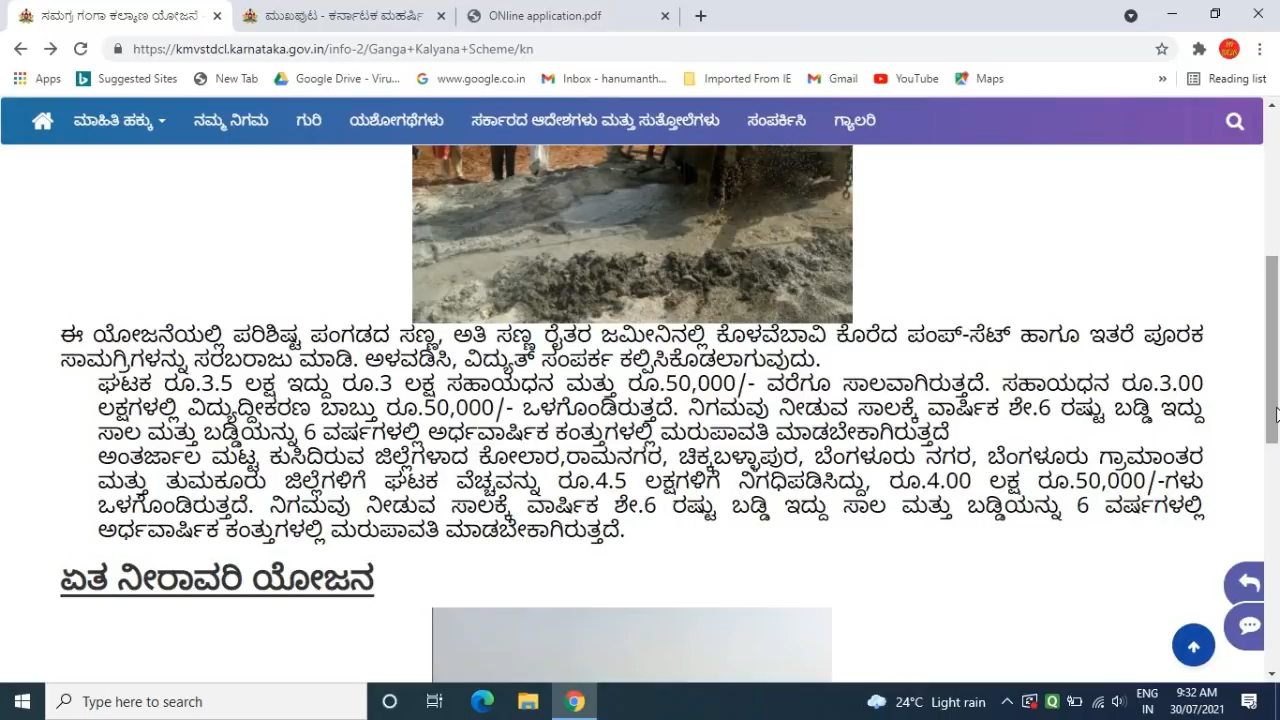 ಸಮಗ್ರ ಗಂಗಾ ಕಲ್ಯಾಣ ಯೋಜನೆ -
ಮುಖಪುಟ - ಕರ್ನಾಟಕ ಮಹರ್ಷಿ
ONline application.pdf
https://kmvstdcl.karnataka.gov.in/info-2/Ganga+Kalyana+Scheme/kn
Apps
Suggested Sites
New Tab
Google Drive - Viru...
www.google.co.in
Inbox - hanumanth...
Imported From IE
Gmail
YouTube
Maps
»
Reading list
ಮಾಹಿತಿ ಹಕ್ಕು
ನಮ್ಮ ನಿಗಮ
ಗುರಿ
ಯಶೋಗಥೆಗಳು
ಸರ್ಕಾರದ ಆದೇಶಗಳು ಮತ್ತು ಸುತ್ತೋಲೆಗಳು
ಸಂಪರ್ಕಿಸಿ
ಗ್ಯಾಲರಿ
ಈ ಯೋಜನೆಯಲ್ಲಿ ಪರಿಶಿಷ್ಟ ಪಂಗಡದ ಸಣ್ಣ, ಅತಿ ಸಣ್ಣ ರೈತರ ಜಮೀನಿನಲ್ಲಿ ಕೊಳವೆಬಾವಿ ಕೊರೆದ ಪಂಪ್-ಸೆಟ್ ಹಾಗೂ ಇತರೆ ಪೂರಕ
ಸಾಮಗ್ರಿಗಳನ್ನು ಸರಬರಾಜು ಮಾಡಿ. ಅಳವಡಿಸಿ, ವಿದ್ಯುತ್ ಸಂಪರ್ಕ ಕಲ್ಪಿಸಿಕೊಡಲಾಗುವುದು.
ಘಟಕ ರೂ.3.5 ಲಕ್ಷ ಇದ್ದು ರೂ.3 ಲಕ್ಷ ಸಹಾಯಧನ ಮತ್ತು ರೂ.50,000/- ವರೆಗೂ ಸಾಲವಾಗಿರುತ್ತದೆ. ಸಹಾಯಧನ ರೂ.3.00
ಲಕ್ಷಗಳಲ್ಲಿ ವಿದ್ಯುದ್ದೀಕರಣ ಬಾಬ್ತು ರೂ.50,000/- ಒಳಗೊಂಡಿರುತ್ತದೆ. ನಿಗಮವು ನೀಡುವ ಸಾಲಕ್ಕೆ ವಾರ್ಷಿಕ ಶೇ.6 ರಷ್ಟು ಬಡ್ಡಿ ಇದ್ದು
ಸಾಲ ಮತ್ತು ಬಡ್ಡಿಯನ್ನು 6 ವರ್ಷಗಳಲ್ಲಿ ಅರ್ಧವಾರ್ಷಿಕ ಕಂತ್ತುಗಳಲ್ಲಿ ಮರುಪಾವತಿ ಮಾಡಬೇಕಾಗಿರುತ್ತದೆ
ಅಂತರ್ಜಾಲ ಮಟ್ಟ ಕುಸಿದಿರುವ ಜಿಲ್ಲೆಗಳಾದ ಕೋಲಾರ,ರಾಮನಗರ, ಚಿಕ್ಕಬಳ್ಳಾಪುರ, ಬೆಂಗಳೂರು ನಗರ, ಬೆಂಗಳೂರು ಗ್ರಾಮಾಂತರ
ಮತ್ತು ತುಮಕೂರು ಜಿಲ್ಲೆಗಳಿಗೆ ಘಟಕ ವೆಚ್ಚವನ್ನು ರೂ.4.5 ಲಕ್ಷಗಳಿಗೆ ನಿಗಧಿಪಡಿಸಿದ್ದು, ರೂ.4.00 ಲಕ್ಷ ರೂ.50,000/-ಗಳು
ಒಳಗೊಂಡಿರುತ್ತದೆ. ನಿಗಮವು ನೀಡುವ ಸಾಲಕ್ಕೆ ವಾರ್ಷಿಕ ಶೇ.6 ರಷ್ಟು ಬಡ್ಡಿ ಇದ್ದು ಸಾಲ ಮತ್ತು ಬಡ್ಡಿಯನ್ನು 6 ವರ್ಷಗಳಲ್ಲಿ
ಅರ್ಧವಾರ್ಷಿಕ ಕಂತ್ತುಗಳಲ್ಲಿ ಮರುಪಾವತಿ ಮಾಡಬೇಕಾಗಿರುತ್ತದೆ.
ಏತ ನೀರಾವರಿ ಯೋಜನ
Type here to search
24°C Light rain
ENG
IN
9:32 AM
30/07/2021